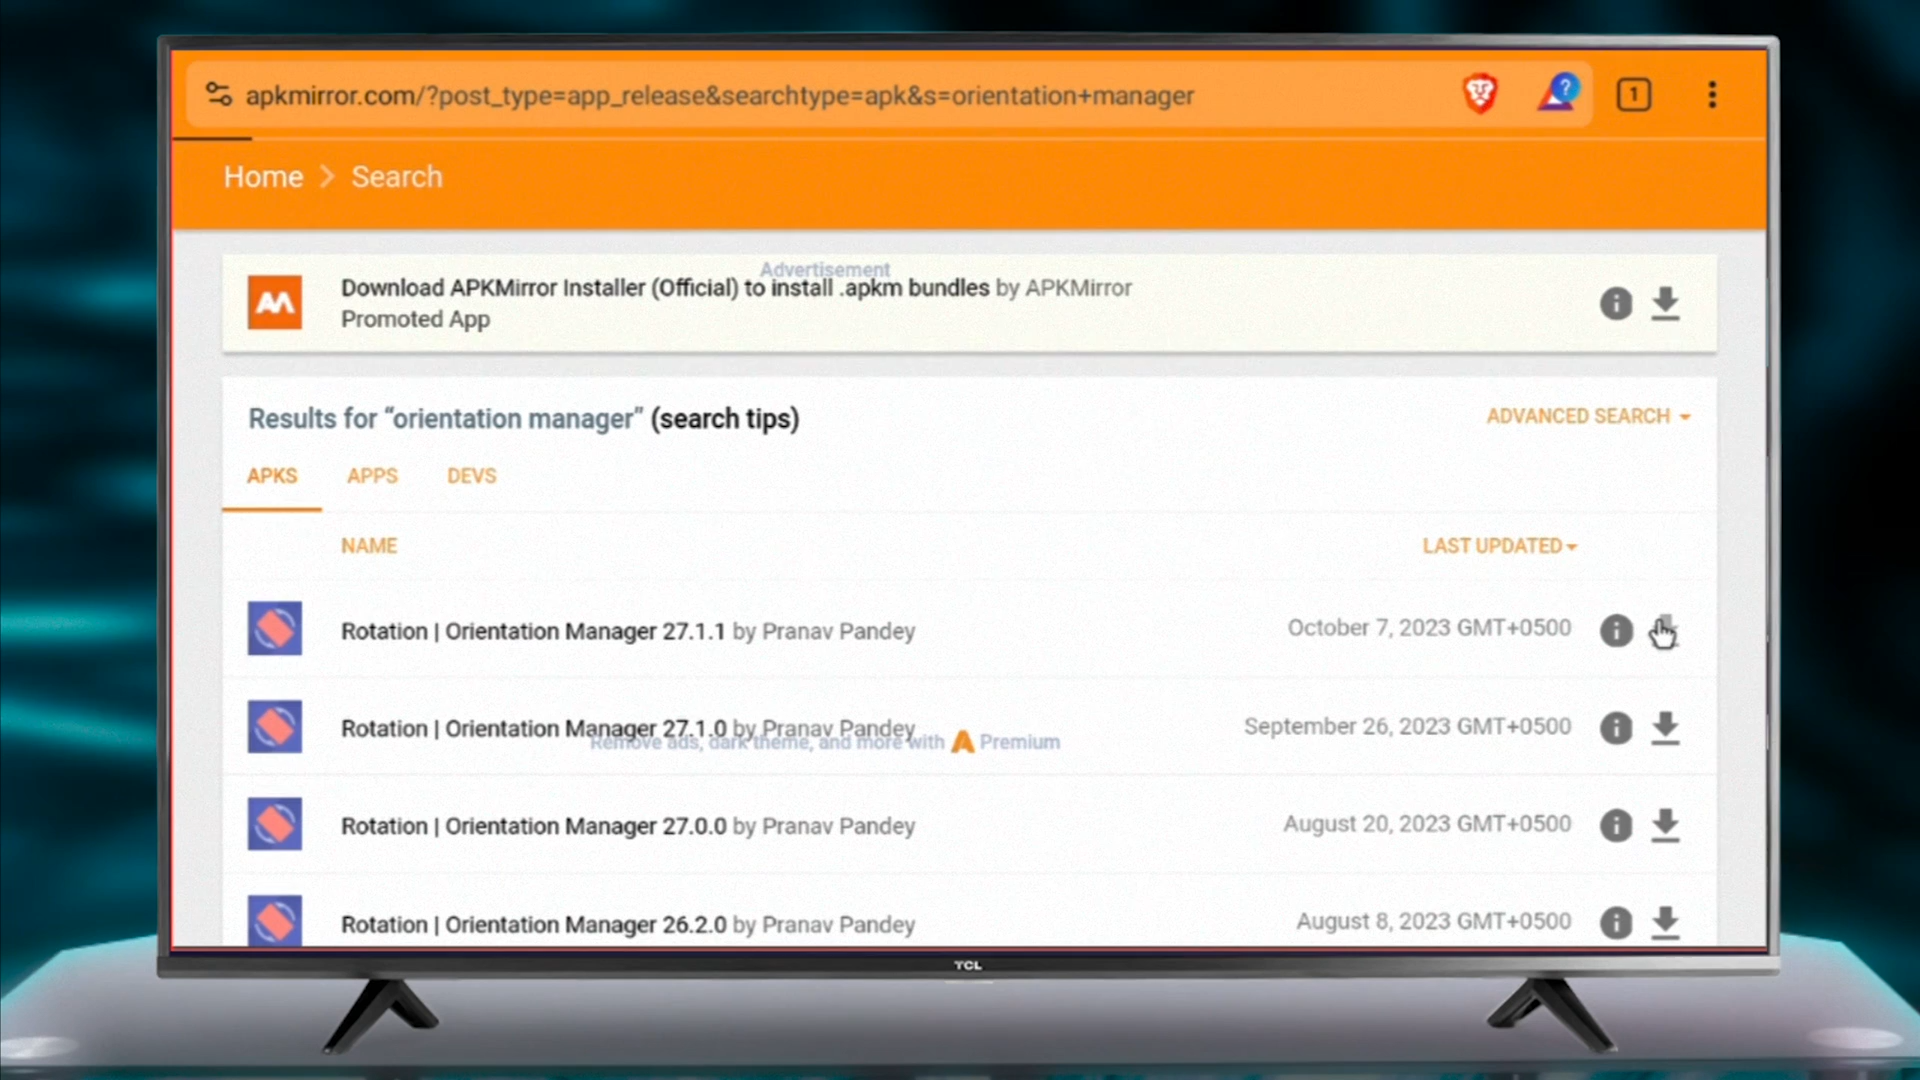 apkmirror.com/?post_type=app_release&searchtype=apk&s=orientation+manager
?
1
Home > Search
Advertisement
Download APKMirror Installer (Official) to install .apkm bundles by APKMirror
Promoted App
Results for “orientation manager” (search tips)
ADVANCED SEARCH
APKS APPS DEVS
NAME
LAST UPDATED
Rotation | Orientation Manager 27.1.1 by Pranav Pandey
October 7, 2023 GMT+0500
Rotation | Orientation Manager 27.1.0 by Pranav Pandey
September 26, 2023 GMT+0500
Remove ads, dark theme, and more with Premium
Rotation | Orientation Manager 27.0.0 by Pranav Pandey
August 20, 2023 GMT+0500
Rotation | Orientation Manager 26.2.0 by Pranav Pandey
August 8, 2023 GMT+0500
TCL